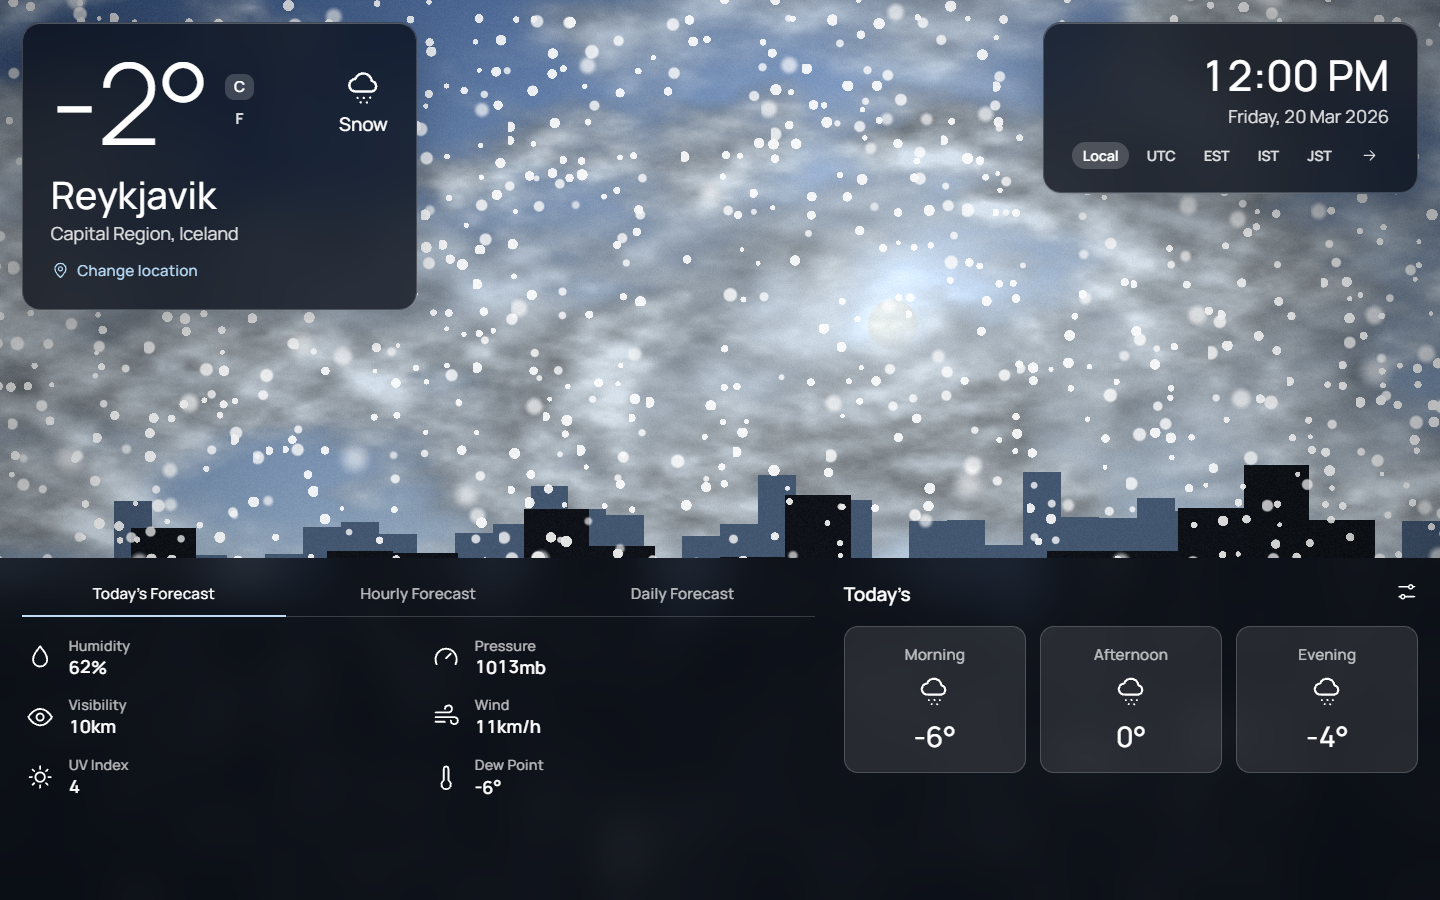 -2°
C
F
Snow
Reykjavik
Capital Region, Iceland
Change location
12:00 PM
Friday, 20 Mar 2026
Local UTC EST IST JST
Today's Forecast Hourly Forecast Daily Forecast
Humidity
62%
Pressure
1013mb
Visibility
10km
Wind
11km/h
UV Index
4
Dew Point
-6°
Today's
Morning
-6°
Afternoon
0°
Evening
-4°